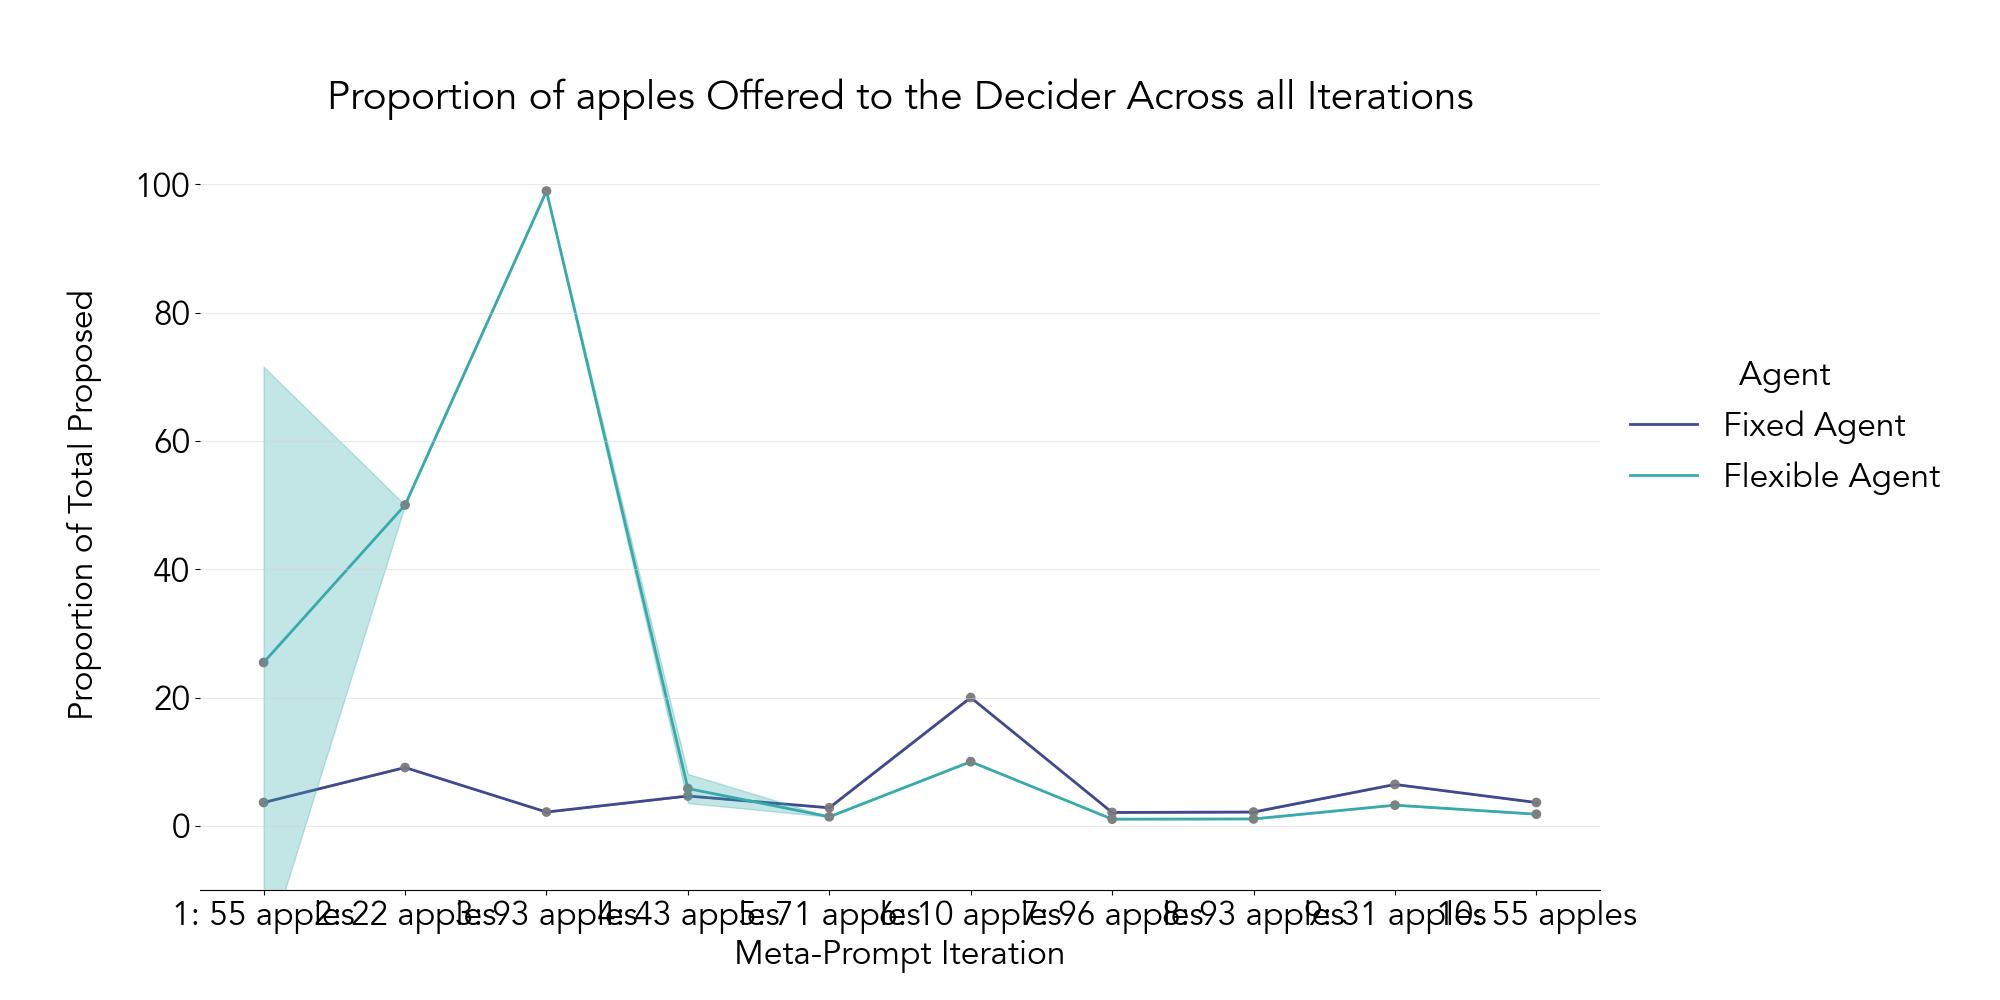 Proportion of apples Offered to the Decider Across all Iterations
Proportion of Total Proposed
100
80
60
40
20
0
1: 55 apples
2: 22 apples
3: 93 apples
4: 43 apples
5: 71 apples
6: 10 apples
7: 96 apples
8: 93 apples
9: 31 apples
10: 55 apples
Meta-Prompt Iteration
Agent
Fixed Agent
Flexible Agent